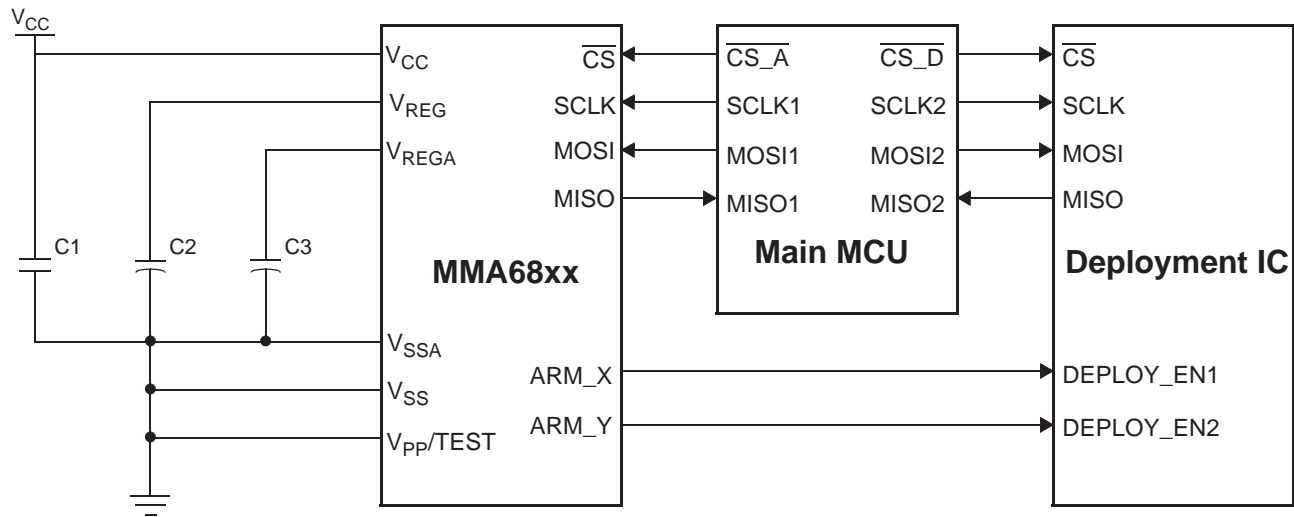 VCC
VCC
VREG
VREGA
C1
C2
C3
VSSA
VSS
VPP/TEST
MMA68xx
CS
SCLK
MOSI
MISO
ARM_X
ARM_Y
CS_A
SCLK1
MOSI1
MISO1
CS_D
SCLK2
MOSI2
MISO2
Main MCU
CS
SCLK
MOSI
MISO
Deployment IC
DEPLOY_EN1
DEPLOY_EN2